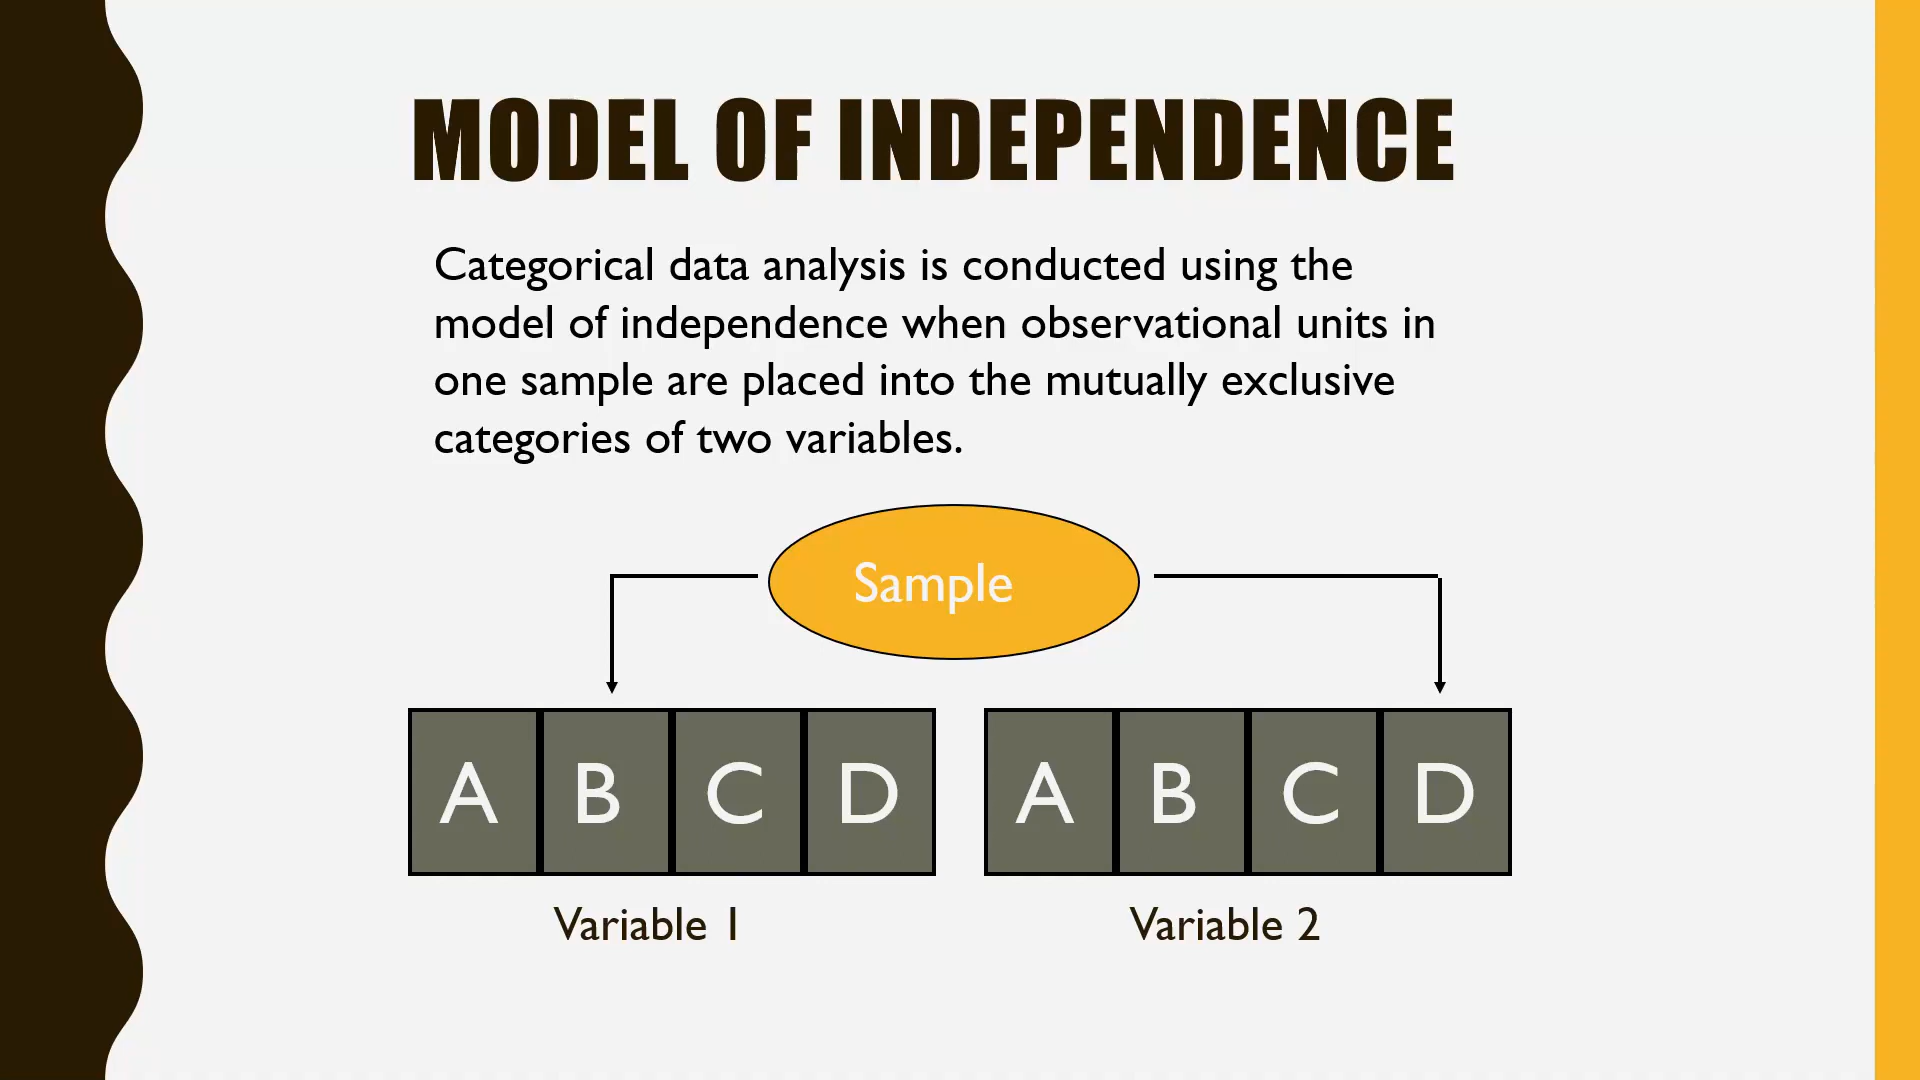 MODEL OF INDEPENDENCE
Categorical data analysis is conducted using the
model of independence when observational units in
one sample are placed into the mutually exclusive
categories of two variables.
Sample
A B C D A B C D
Variable 1 Variable 2